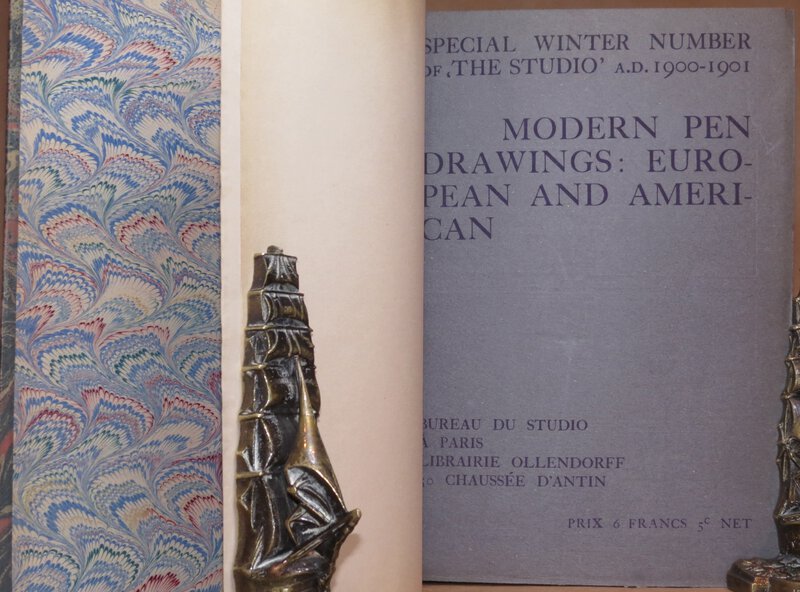 SPECIAL WINTER NUMBER
OF 'THE STUDIO' A.D. 1900-1901
MODERN PEN
DRAWINGS: EURO-
PEAN AND AMERI-
CAN
BUREAU DU STUDIO
À PARIS
LIBRAIRIE OLLENDORFF
50 CHAUSSÉE D'ANTIN
PRIX 6 FRANCS 5ᶜ NET